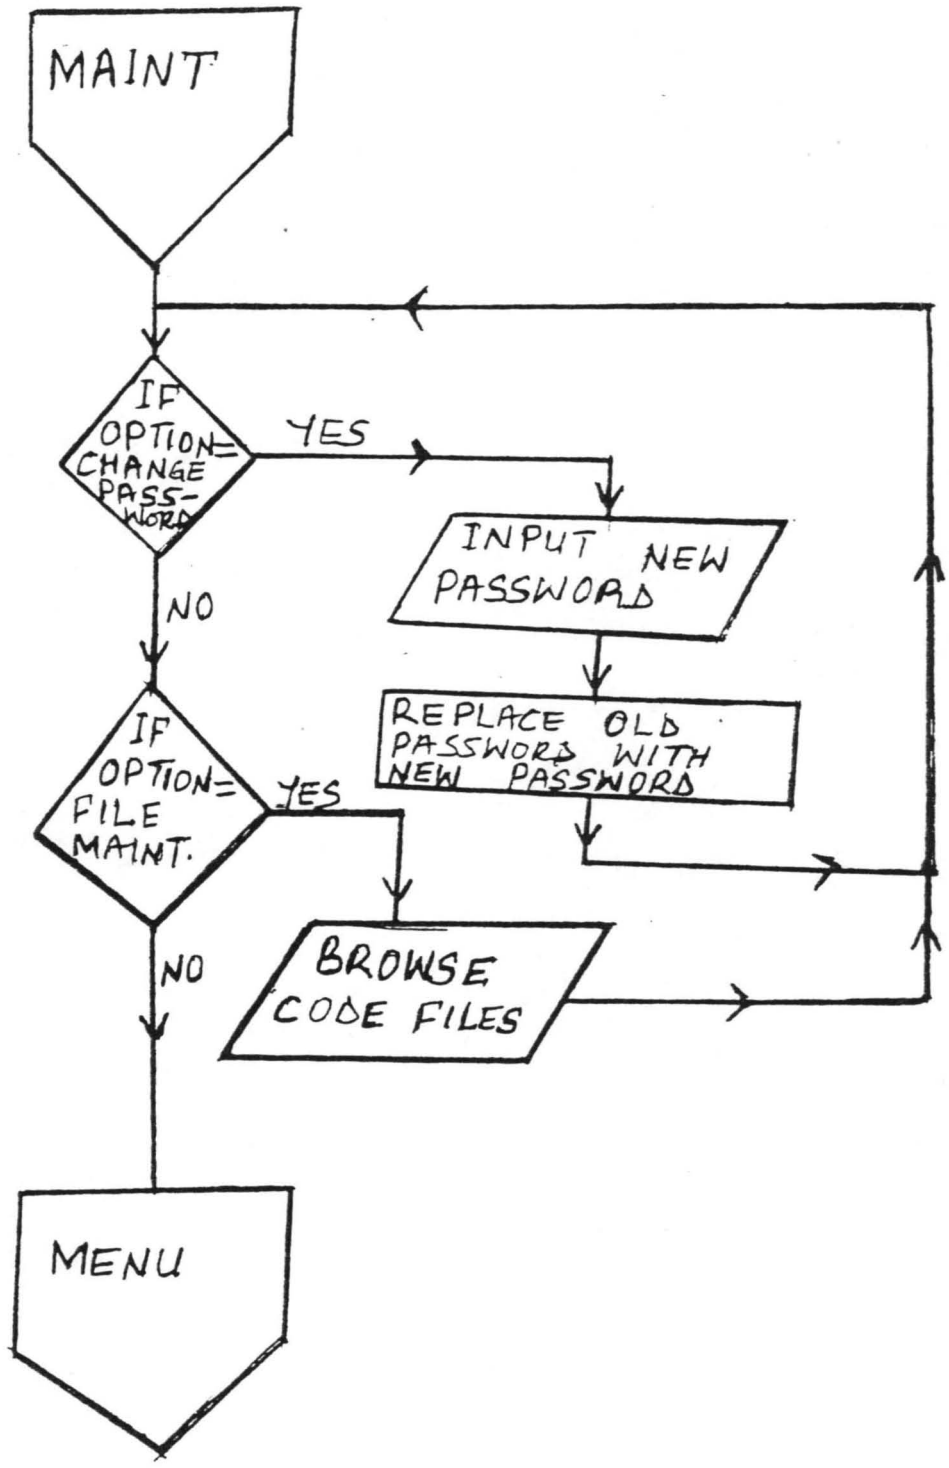 MAINT
IF
OPTION=
CHANGE
PASS-
WORD
YES
INPUT NEW
PASSWORD
NO
REPLACE OLD
PASSWORD WITH
NEW PASSWORD
IF
OPTION=
FILE
MAINT.
YES
BROWSE
CODE FILES
NO
MENU